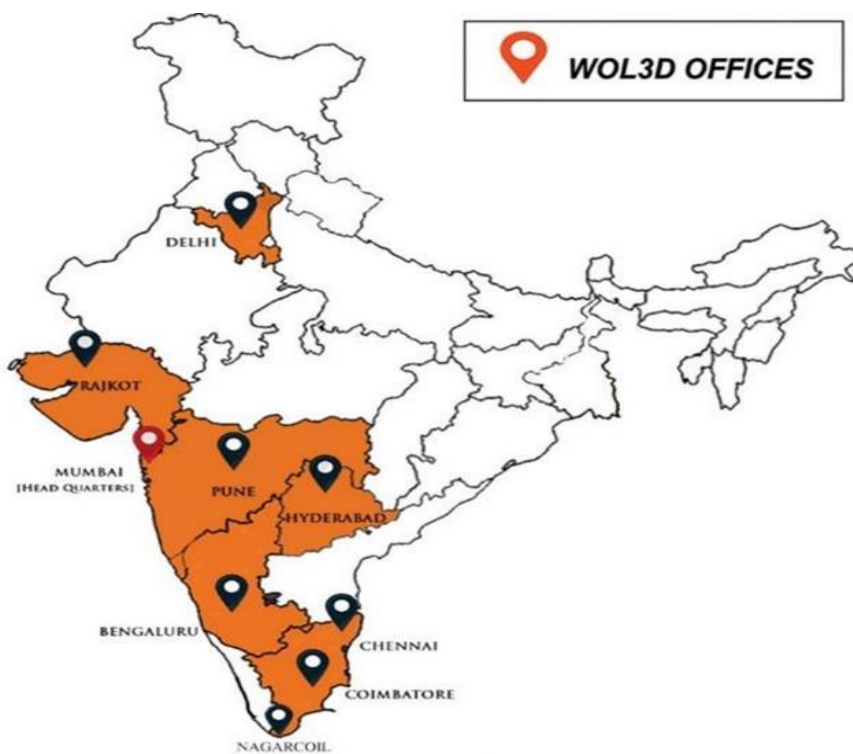 WOL3D OFFICES
DELHI
RAJKOT
MUMBAI
[HEAD QUARTERS]
PUNE
HYDERABAD
BENGALURU
CHENNAI
COIMBATORE
NAGARCOIL